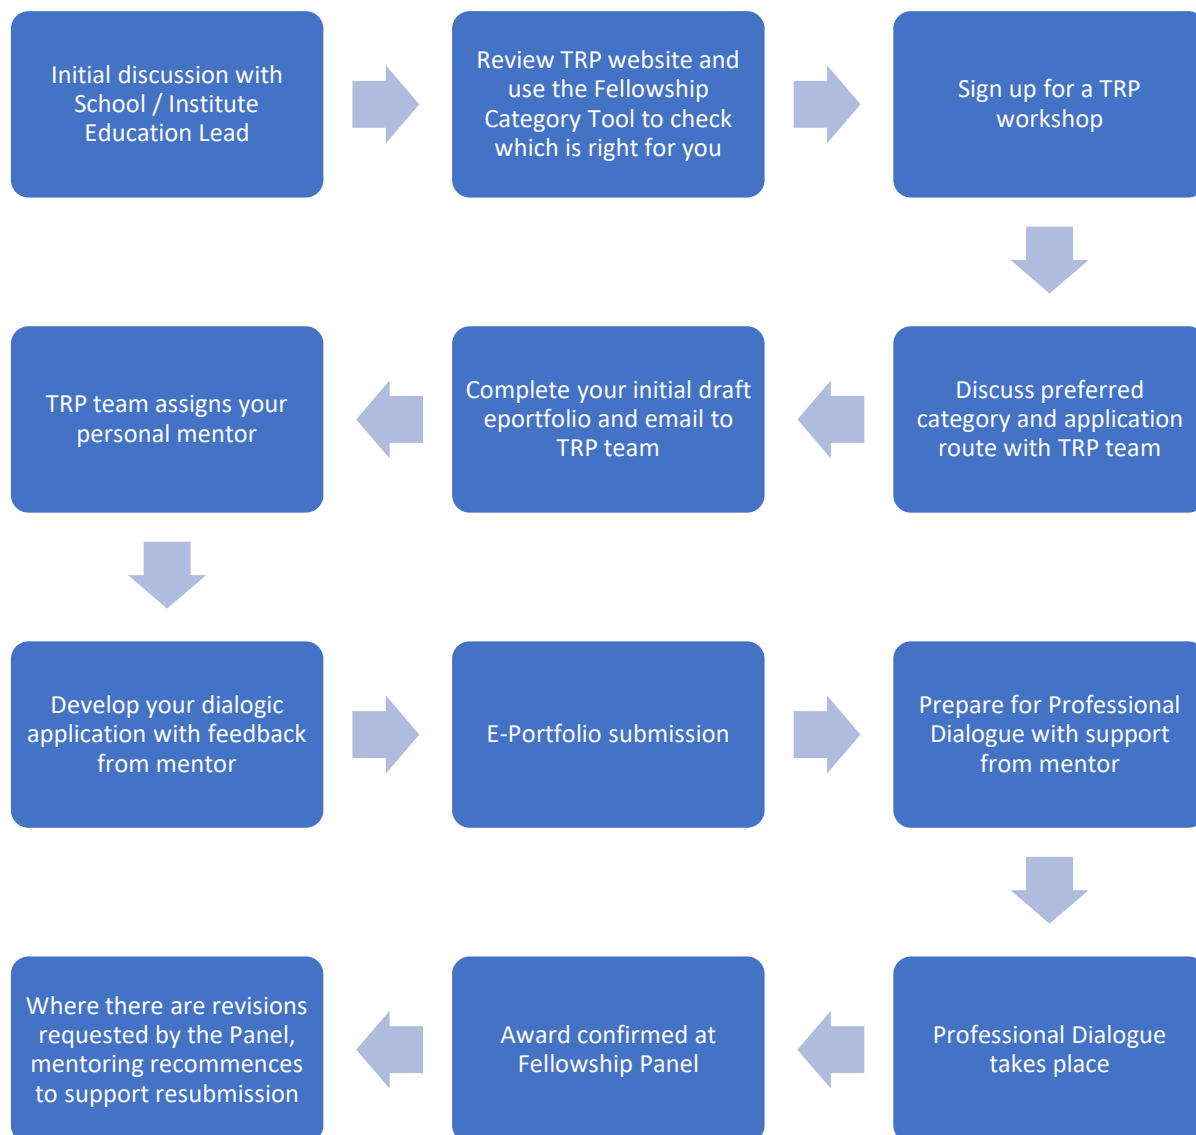 Initial discussion with
School / Institute
Education Lead
Review TRP website and
use the Fellowship
Category Tool to check
which is right for you
Sign up for a TRP
workshop
Discuss preferred
category and application
route with TRP team
Complete your initial draft
eportfolio and email to
TRP team
TRP team assigns your
personal mentor
Develop your dialogic
application with feedback
from mentor
E-Portfolio submission
Prepare for Professional
Dialogue with support
from mentor
Professional Dialogue
takes place
Award confirmed at
Fellowship Panel
Where there are revisions
requested by the Panel,
mentoring recommences
to support resubmission